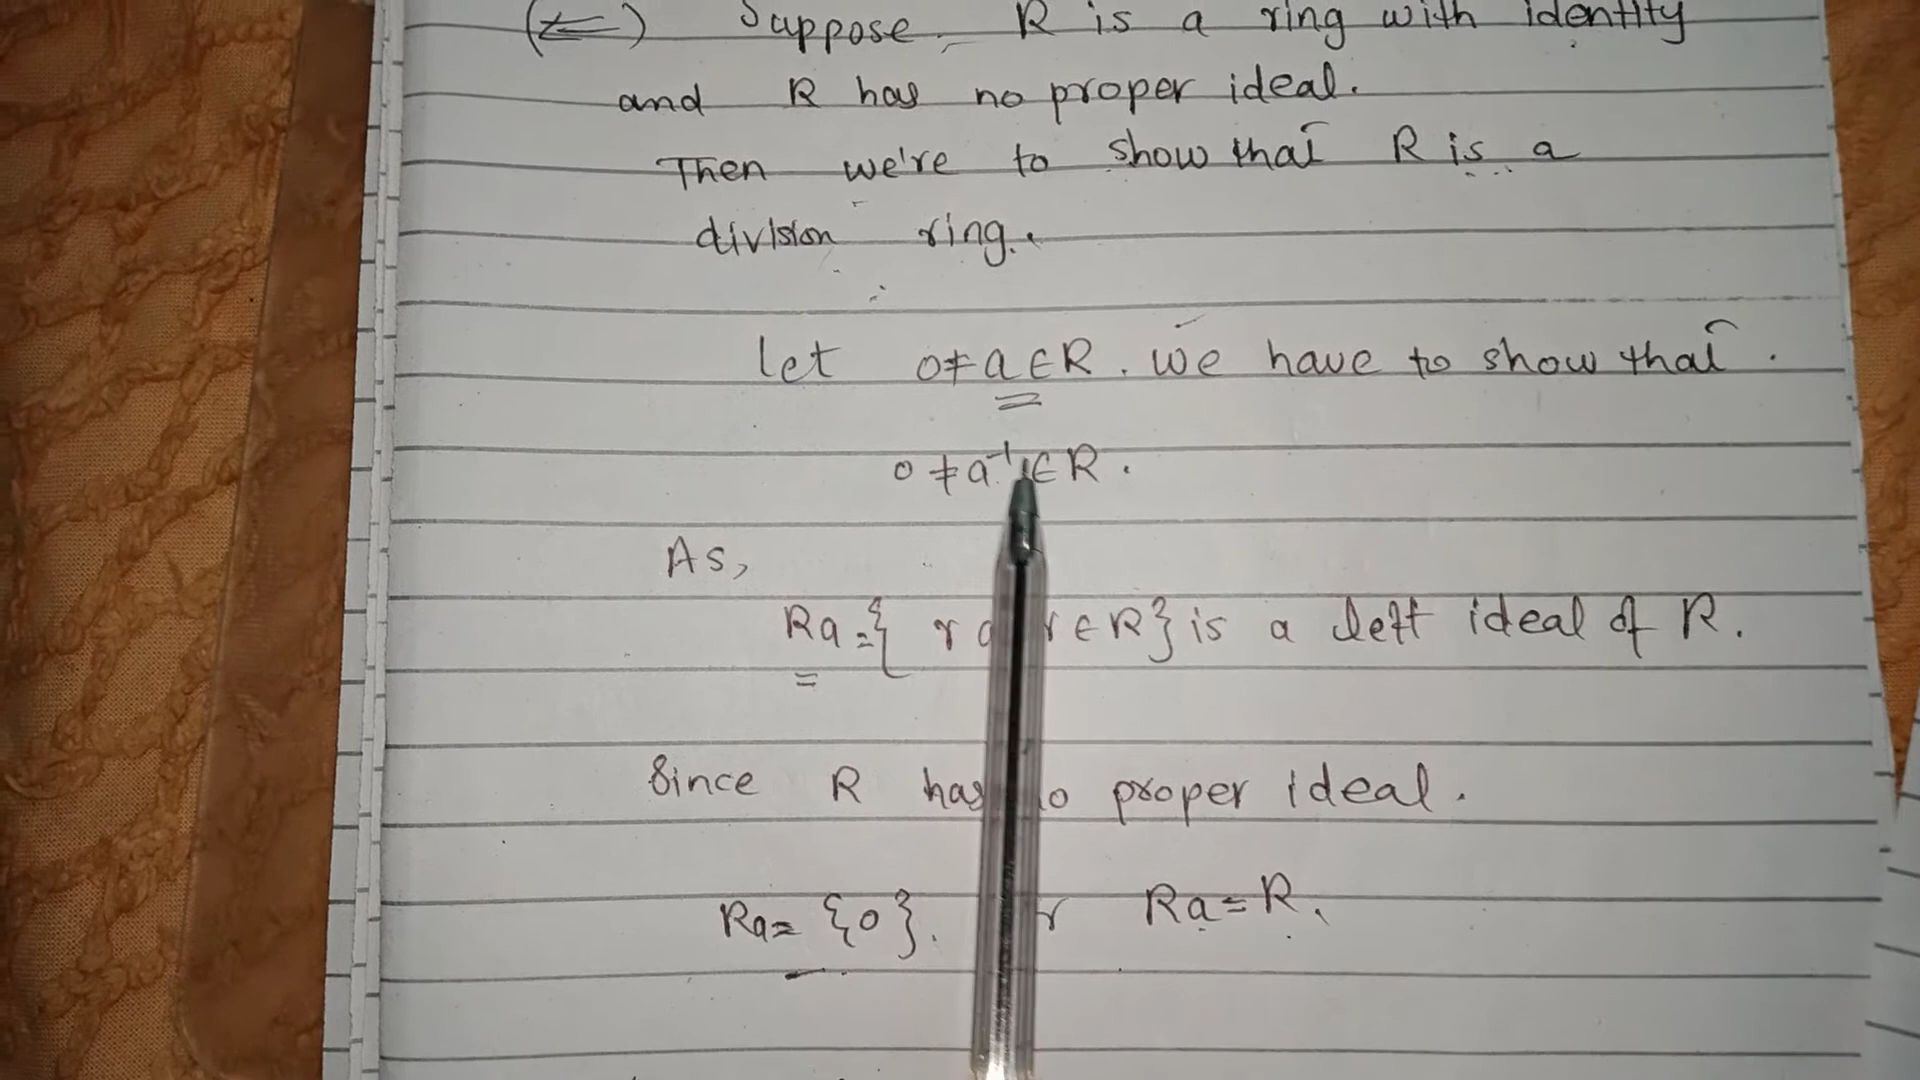 (⇐) Suppose R is a ring with identity
and R has no proper ideal.
Then we're to show that R is a
division ring.
let 0≠a∈R. we have to show that
0≠a⁻¹∈R.
As,
Ra={ r r∈R} is a left ideal of R.
Since R has proper ideal.
Ra= {0}. Ra=R.